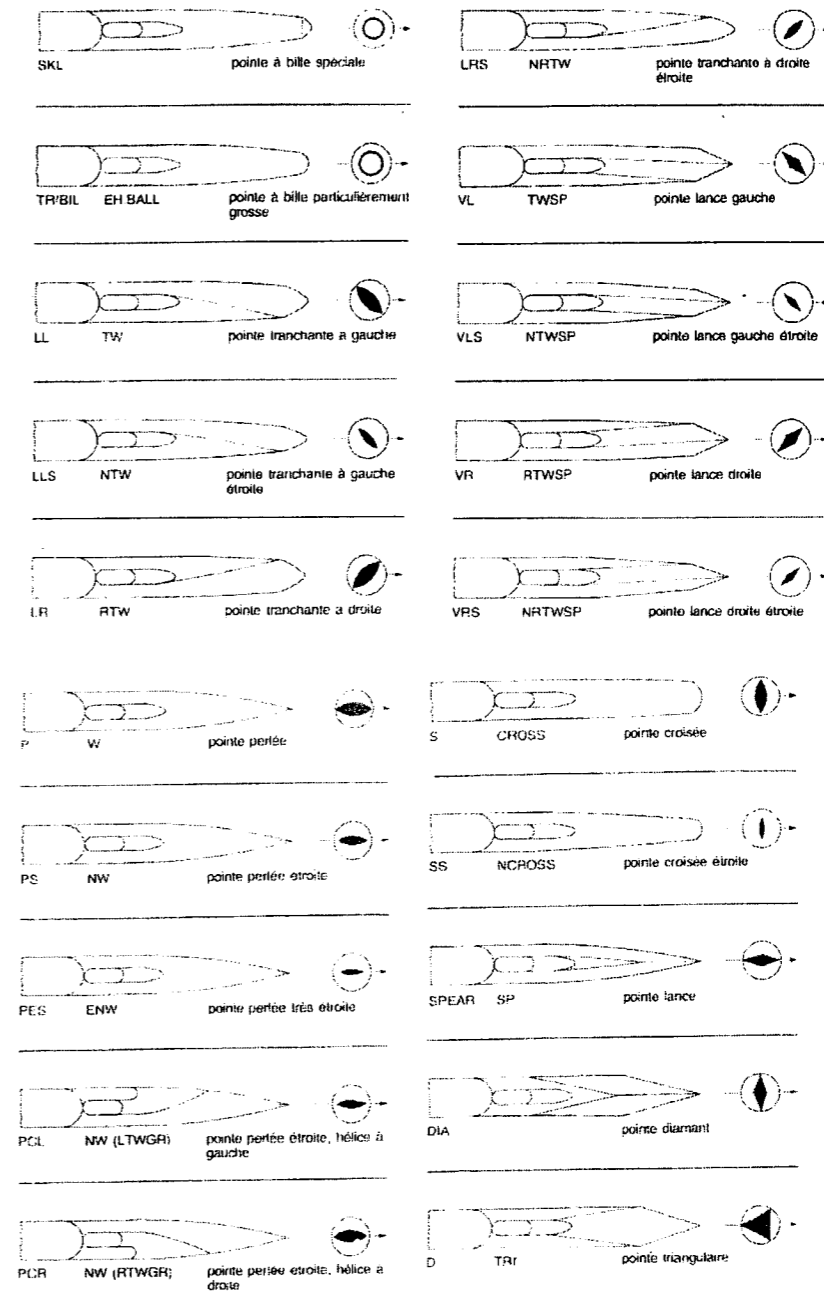 SKL pointe à bille spéciale
TR/BIL EH BALL pointe à bille particulièrement
grosse
LL TW pointe tranchante a gauche
LLS NTW pointe tranchante à gauche
étroite
LR RTW pointe tranchante a droite
LRS NRTW pointe tranchante à droite
étroite
VL TWSP pointe lance gauche
VLS NTWSP pointe lance gauche étroite
VR RTWSP pointe lance droite
VRS NRTWSP pointe lance droite étroite
P W pointe perlée
PS NW pointe perlée étroite
PES ENW pointe perlée très étroite
PCL NW (LTWGR) pointe perlée étroite, hélice à
gauche
PCR NW (RTWGR) pointe perlée etroite, hélice a
droite
S CROSS pointe croisée
SS NCROSS pointe croisée étroite
SPEAR SP pointe lance
DIA pointe diamant
D TRI pointe triangulaire